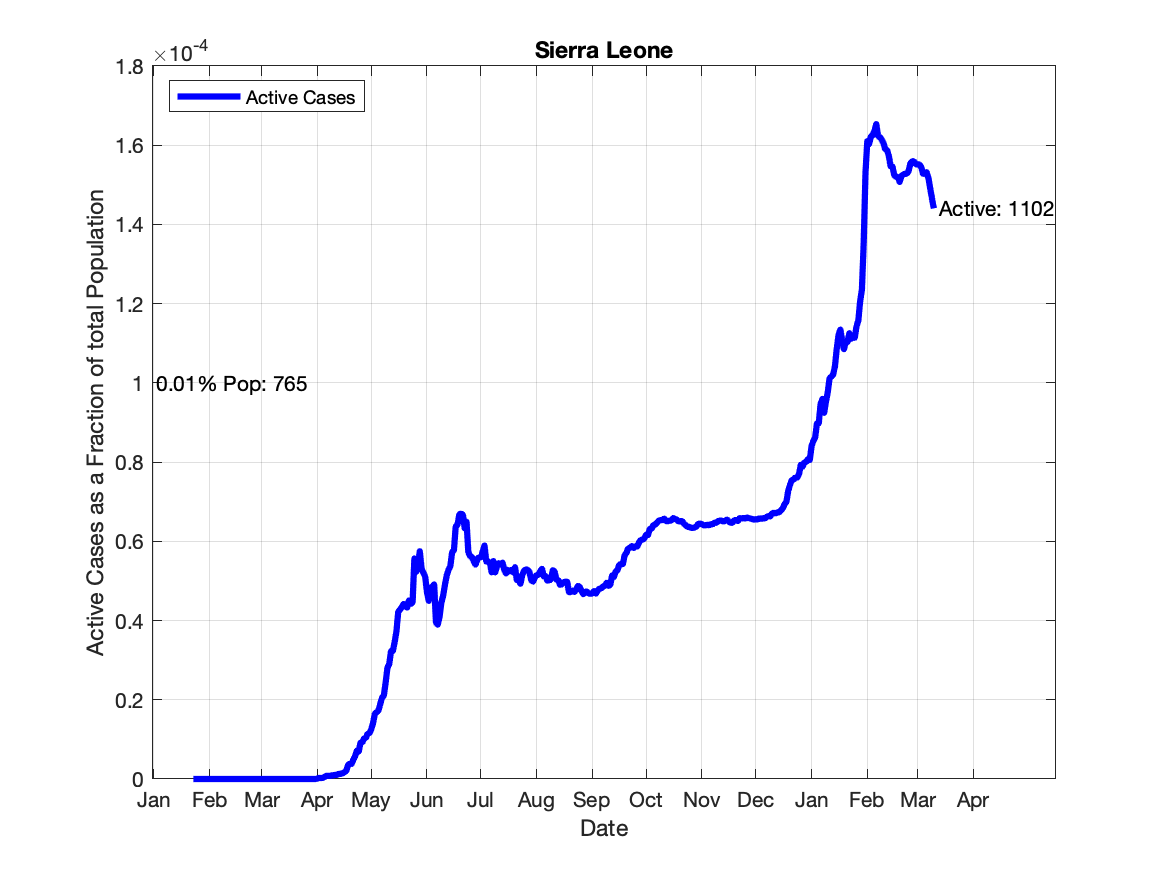 Sierra Leone
×10-4
1.8
1.6
1.4
1.2
1
0.8
0.6
0.4
0.2
0
Active Cases
Active: 1102
0.01% Pop: 765
Active Cases as a Fraction of total Population
Jan Feb Mar Apr May Jun Jul Aug Sep Oct Nov Dec Jan Feb Mar Apr
Date